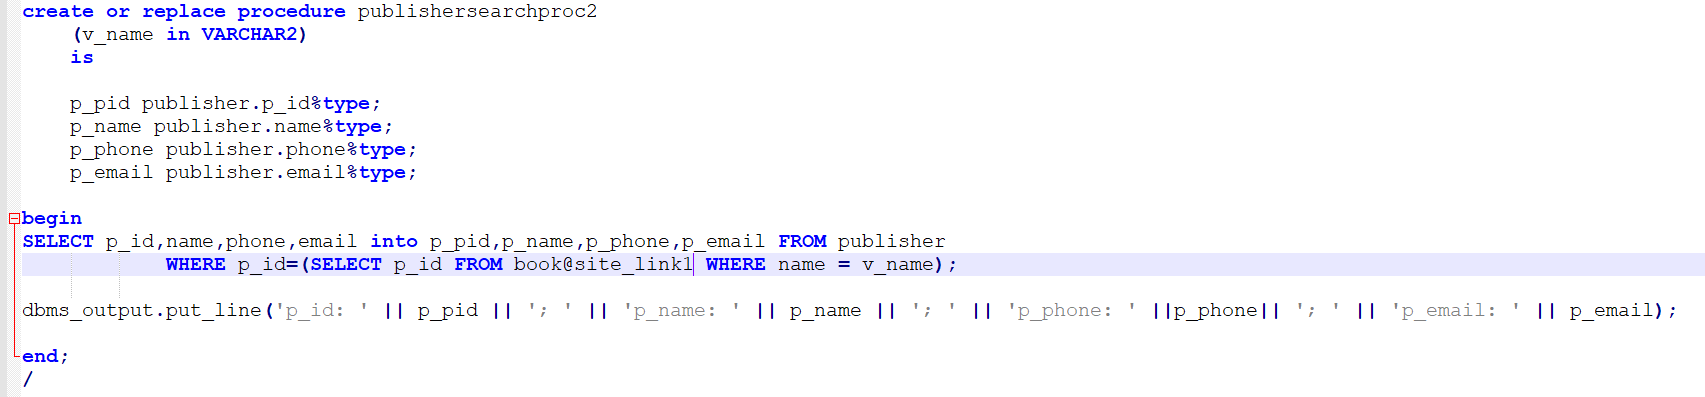 create or replace procedure publishersearchproc2
(v_name in VARCHAR2)
is
p_pid publisher.p_id%type;
p_name publisher.name%type;
p_phone publisher.phone%type;
p_email publisher.email%type;
begin
SELECT p_id,name,phone,email into p_pid,p_name,p_phone,p_email FROM publisher
WHERE p_id=(SELECT p_id FROM book@site_link1 WHERE name = v_name);
dbms_output.put_line('p_id: ' || p_pid || '; ' || 'p_name: ' || p_name || '; ' || 'p_phone: ' ||p_phone|| '; ' || 'p_email: ' || p_email);
end;
/